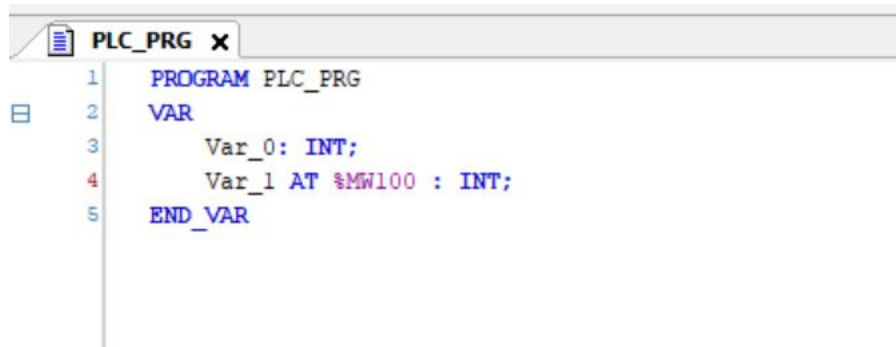 PLC_PRG X
1 PROGRAM PLC_PRG
2 VAR
3 Var_0: INT;
4 Var_1 AT %MW100 : INT;
5 END_VAR